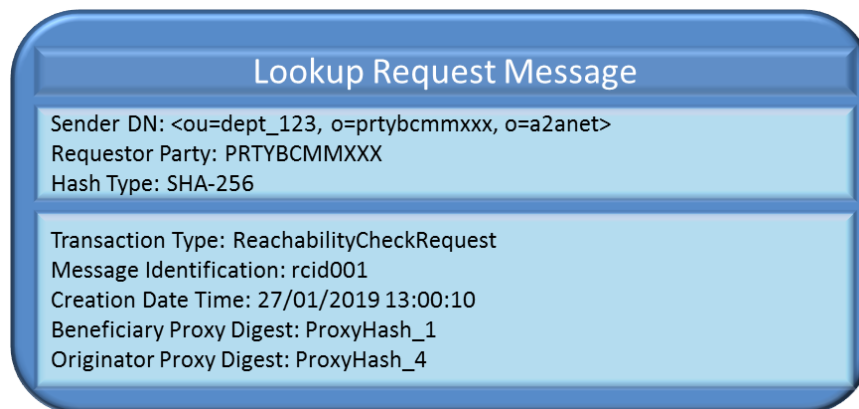 Lookup Request Message
Sender DN: <ou=dept_123, o=prtybcmmxxx, o=a2anet>
Requestor Party: PRTYBCMMXXX
Hash Type: SHA-256
Transaction Type: ReachabilityCheckRequest
Message Identification: rcid001
Creation Date Time: 27/01/2019 13:00:10
Beneficiary Proxy Digest: ProxyHash_1
Originator Proxy Digest: ProxyHash_4